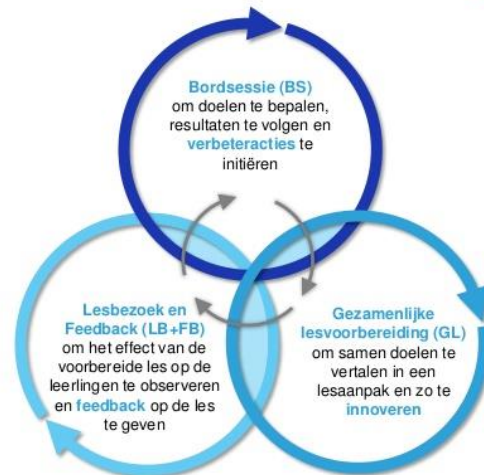 Bordsessie (BS)
om doelen te bepalen,
resultaten te volgen en
verbeteracties te
initiëren
Lesbezoek en
Feedback (LB+FB)
om het effect van de
voorbereide les op de
leerlingen te observeren
en feedback op de les
te geven
Gezamenlijke
lesvoorbereiding (GL)
om samen doelen te
vertalen in een
lesaanpak en zo te
innoveren